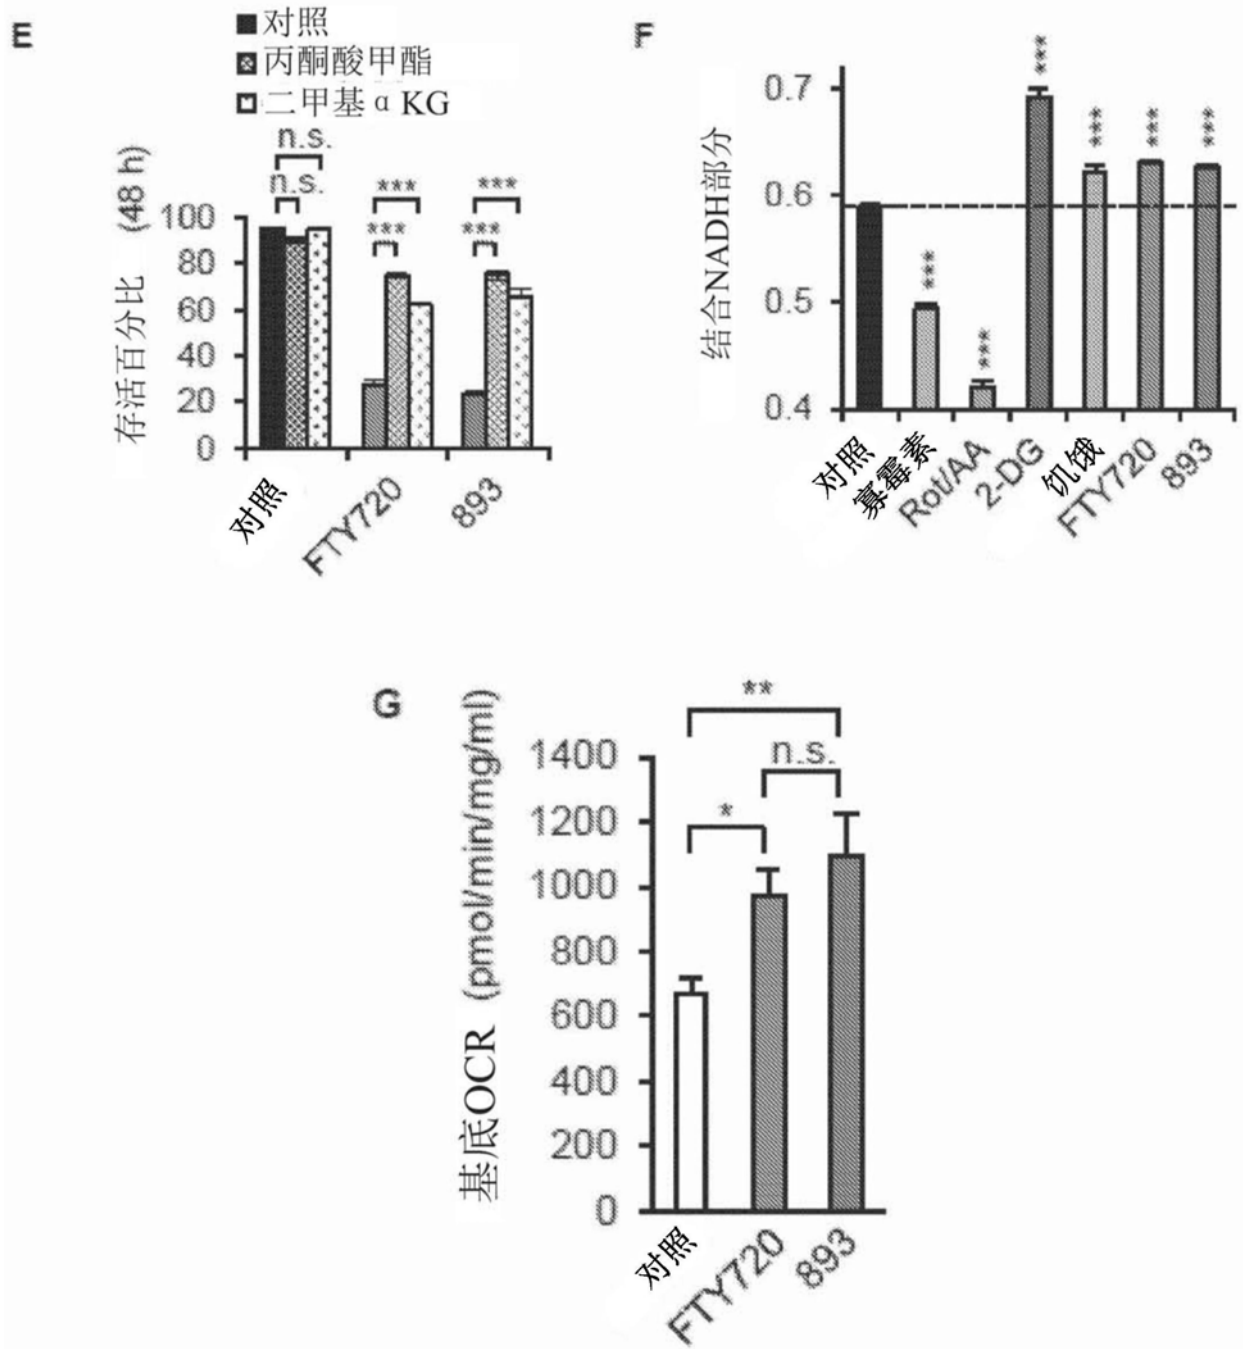 E
对照
丙酮酸甲酯
二甲基αKG
n.s.
n.s.
***
***
***
***
存活百分比 (48 h)
100
80
60
40
20
0
对照
FTY720
893
F
结合NADH部分
0.7
0.6
0.5
0.4
***
***
***
***
***
***
对照
寡霉素
Rot/AA
2-DG
饥饿
FTY720
893
G
**
n.s.
*
基底OCR (pmol/min/mg/ml)
1400
1200
1000
800
600
400
200
0
对照
FTY720
893